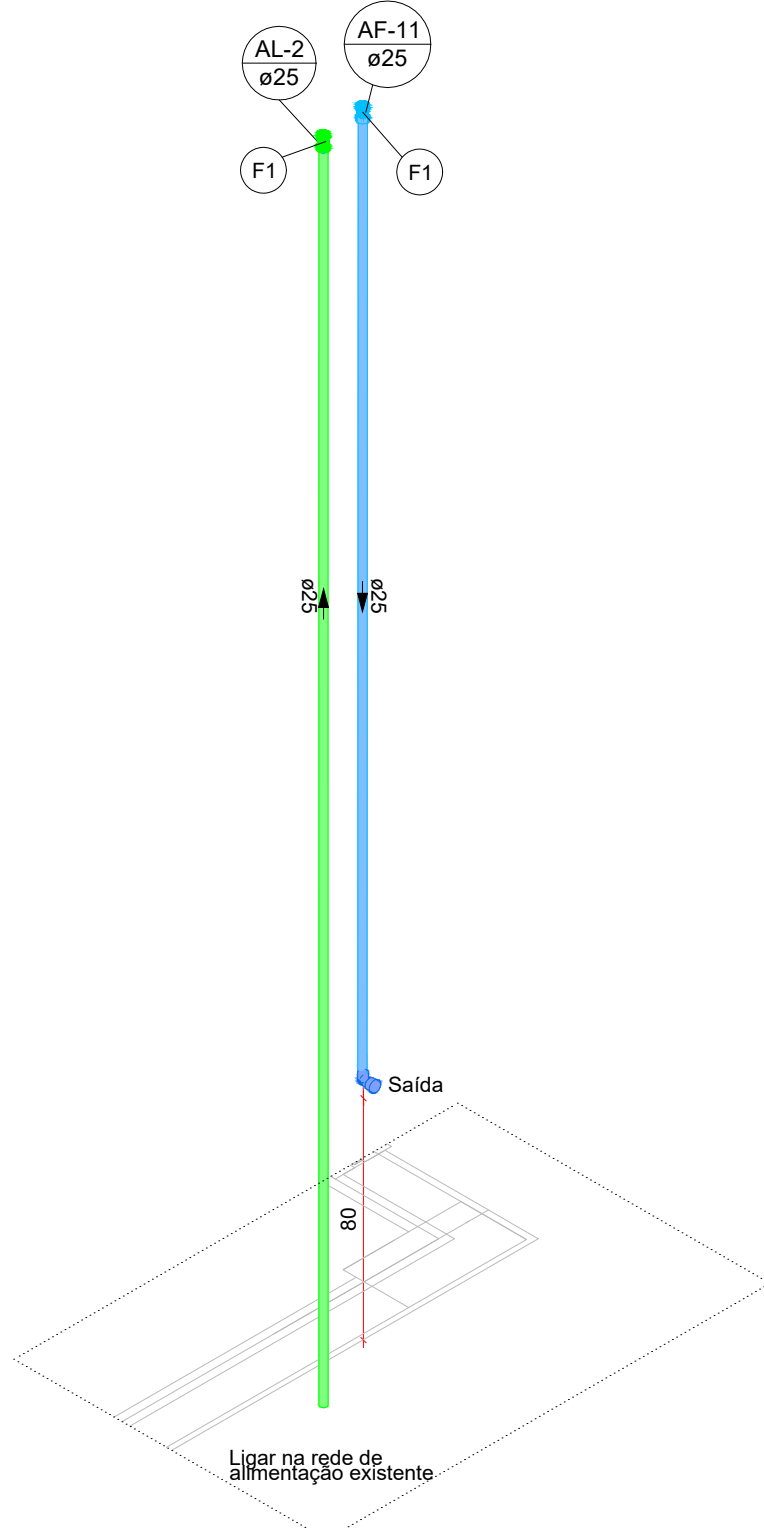 AL-2
ø25
AF-11
ø25
F1
F1
ø25
ø25
Saída
80
Ligar na rede de
alimentação existente